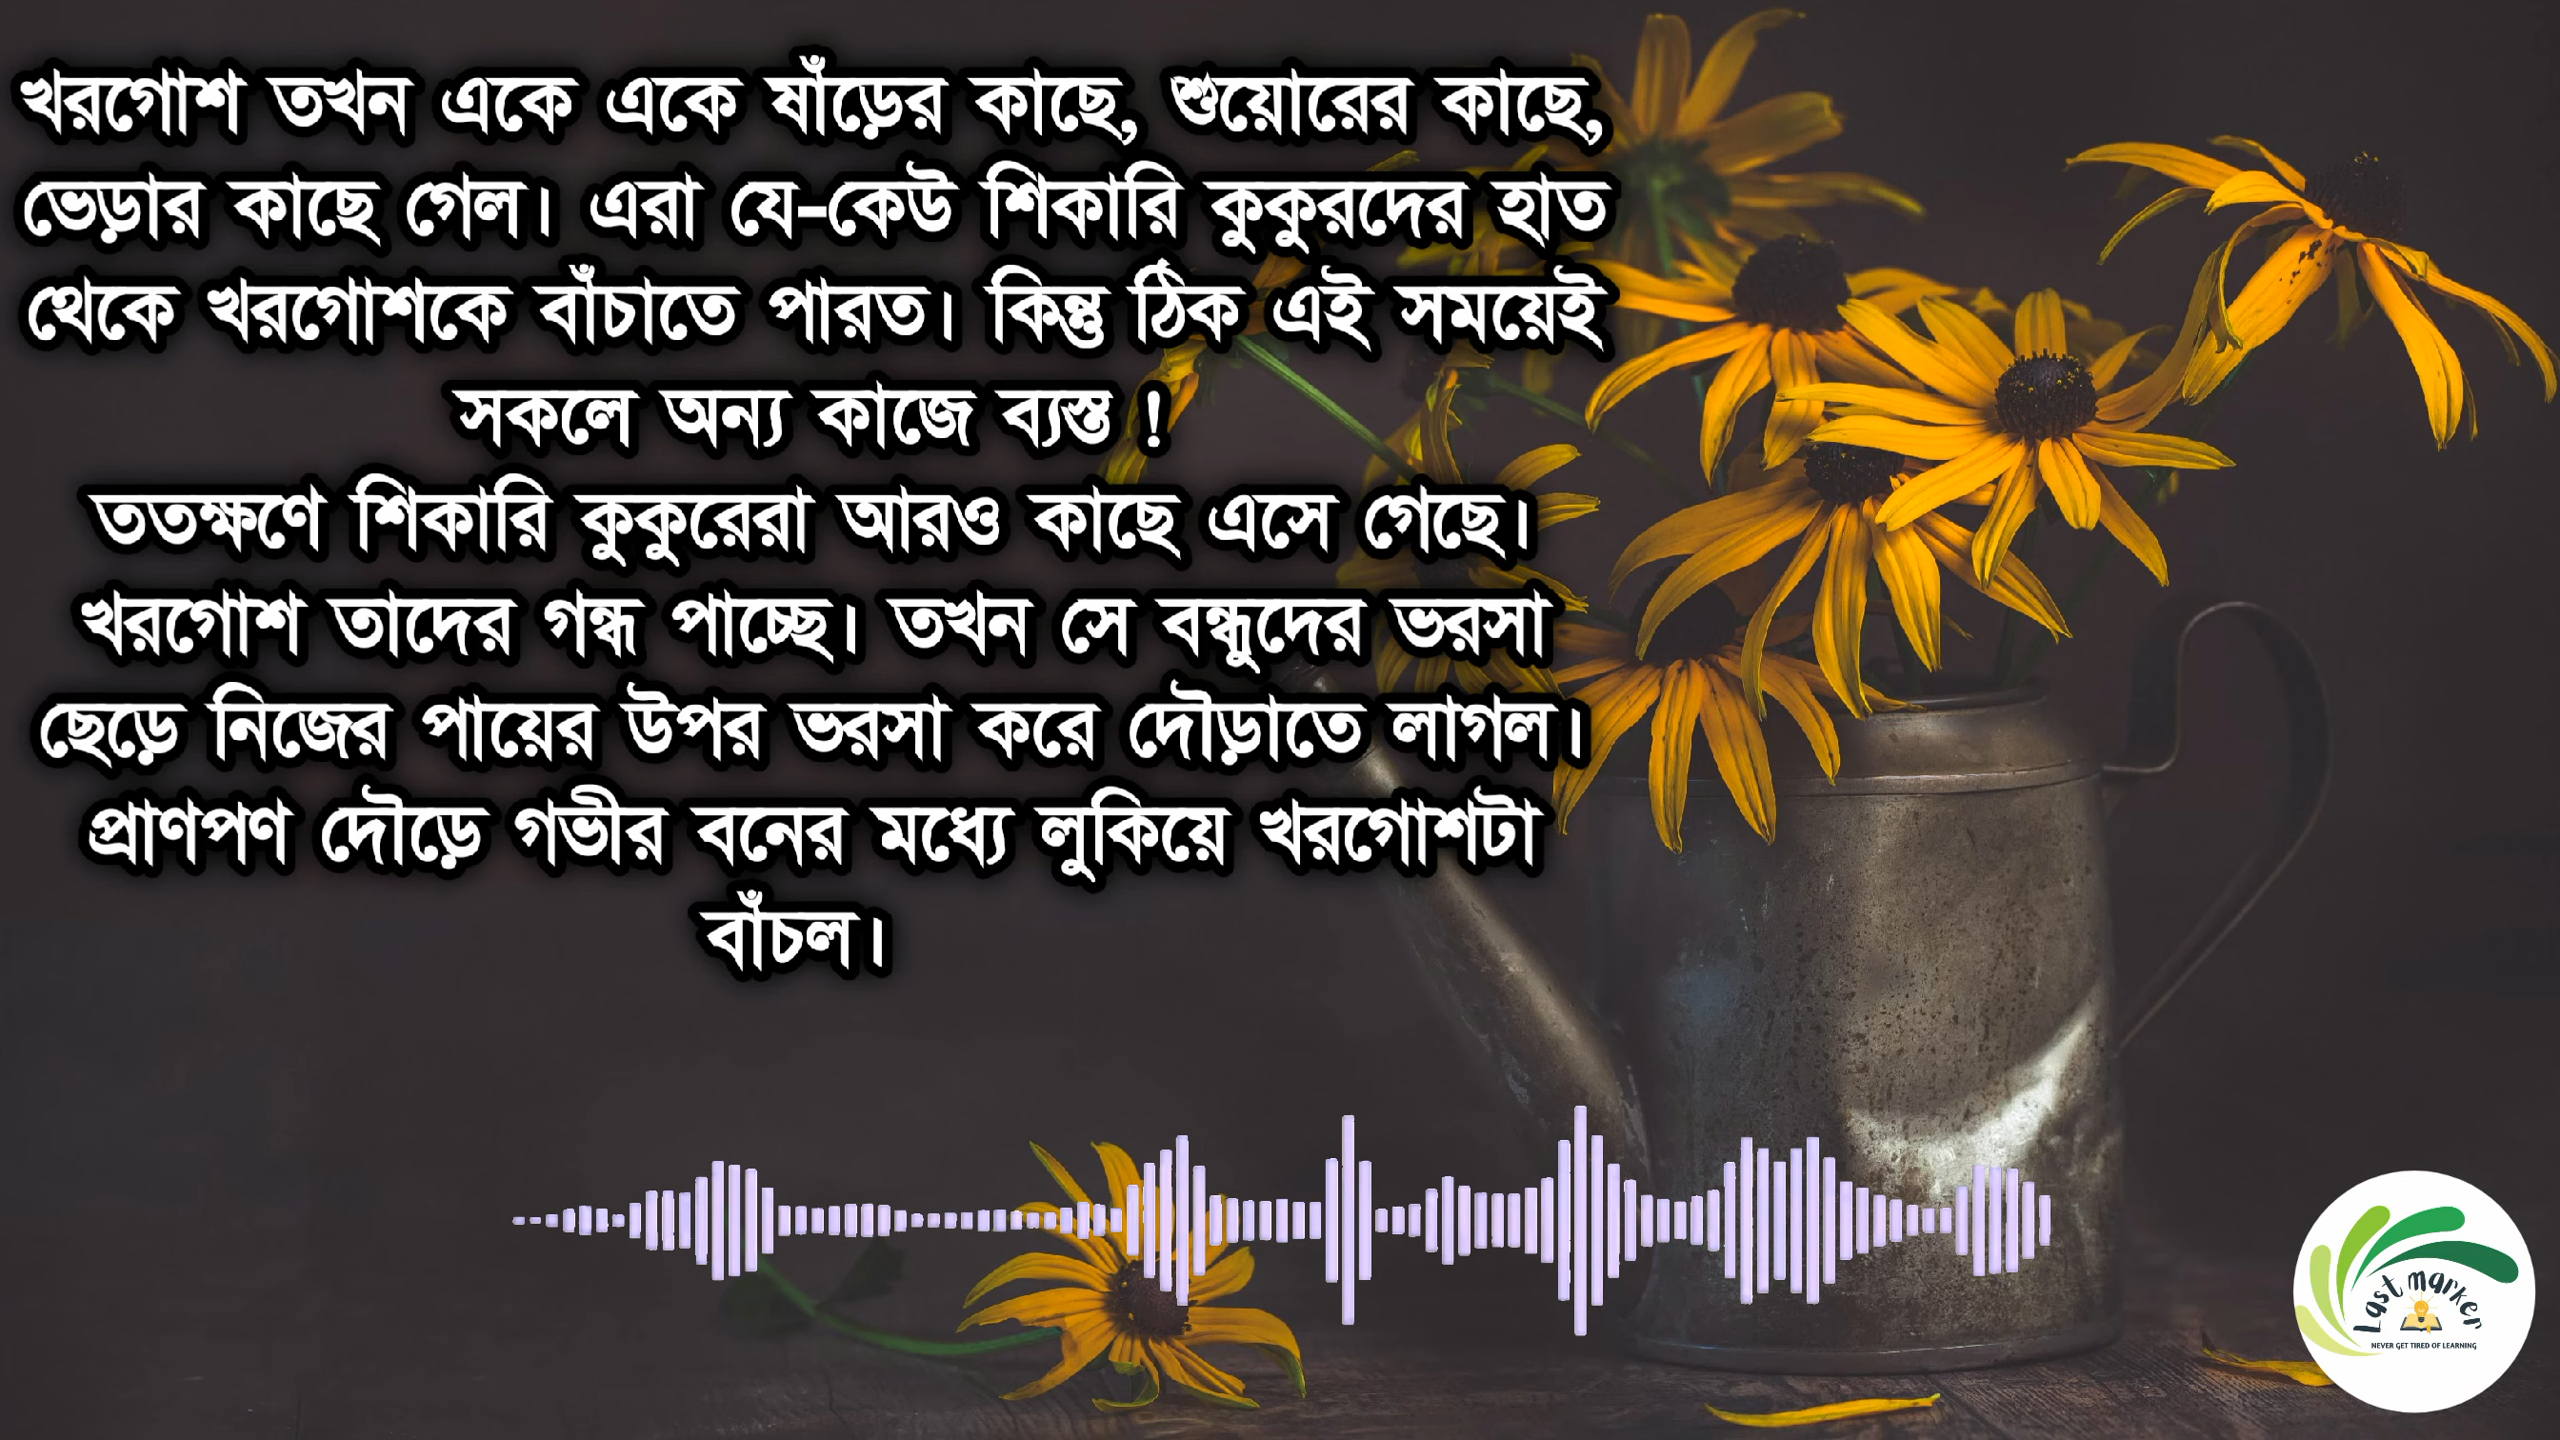 খরগোশ তখন একে একে ষাঁড়ের কাছে, শুয়োরের কাছে,
ভেড়ার কাছে গেল। এরা যে-কেউ শিকারি কুকুরদের হাত
থেকে খরগোশকে বাঁচাতে পারত। কিন্তু ঠিক এই সময়েই
সকলে অন্য কাজে ব্যস্ত !
ততক্ষণে শিকারি কুকুরেরা আরও কাছে এসে গেছে।
খরগোশ তাদের গন্ধ পাচ্ছে। তখন সে বন্ধুদের ভরসা
ছেড়ে নিজের পায়ের উপর ভরসা করে দৌড়াতে লাগল।
প্রাণপণ দৌড়ে গভীর বনের মধ্যে লুকিয়ে খরগোশটা
বাঁচল।
Last marker
NEVER GET TIRED OF LEARNING